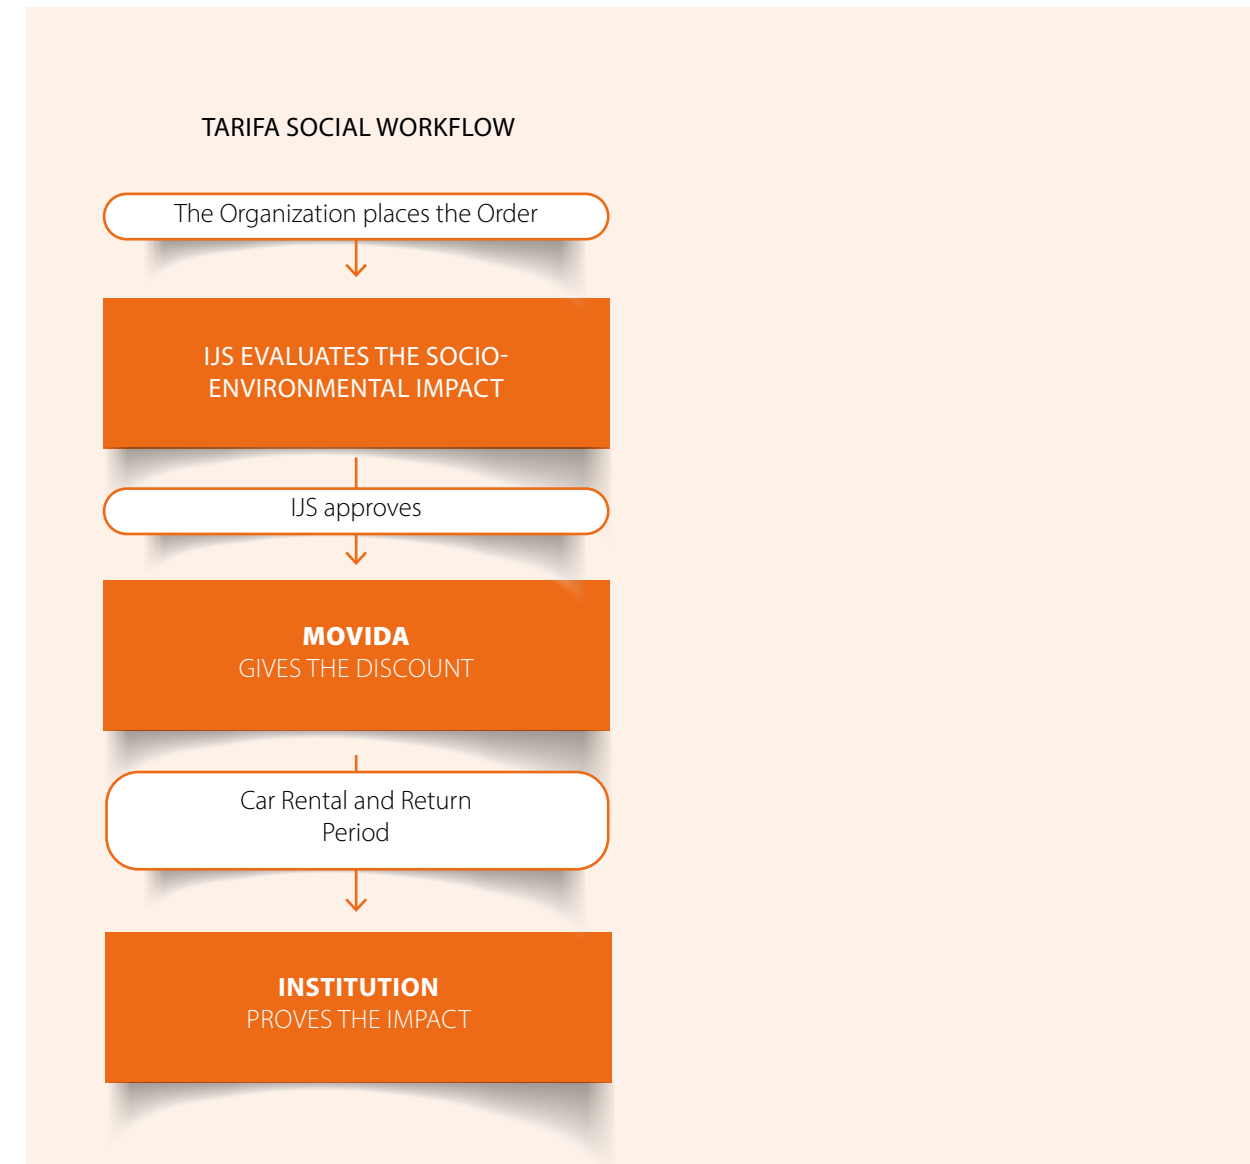 TARIFA SOCIAL WORKFLOW
The Organization places the Order
IJS EVALUATES THE SOCIO-
ENVIRONMENTAL IMPACT
IJS approves
MOVIDA
GIVES THE DISCOUNT
Car Rental and Return
Period
INSTITUTION
PROVES THE IMPACT